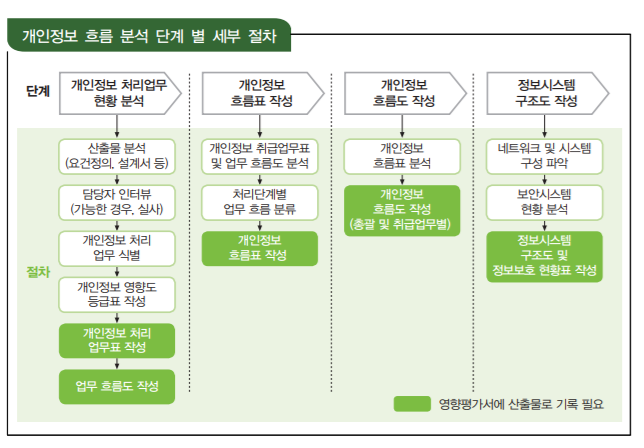 개인정보 흐름 분석 단계 별 세부 절차
단계
개인정보 처리업무
현황 분석
개인정보
흐름표 작성
개인정보
흐름도 작성
정보시스템
구조도 작성
절차
산출물 분석
(요건정의, 설계서 등)
담당자 인터뷰
(가능한 경우, 실사)
개인정보 처리
업무 식별
개인정보 영향도
등급표 작성
개인정보 처리
업무표 작성
업무 흐름도 작성
개인정보 취급업무표
및 업무 흐름도 분석
처리단계별
업무 흐름 분류
개인정보
흐름표 작성
개인정보
흐름표 분석
개인정보
흐름도 작성
(총괄 및 취급업무별)
네트워크 및 시스템
구성 파악
보안시스템
현황 분석
정보시스템
구조도 및
정보보호 현황표 작성
영향평가서에 산출물로 기록 필요